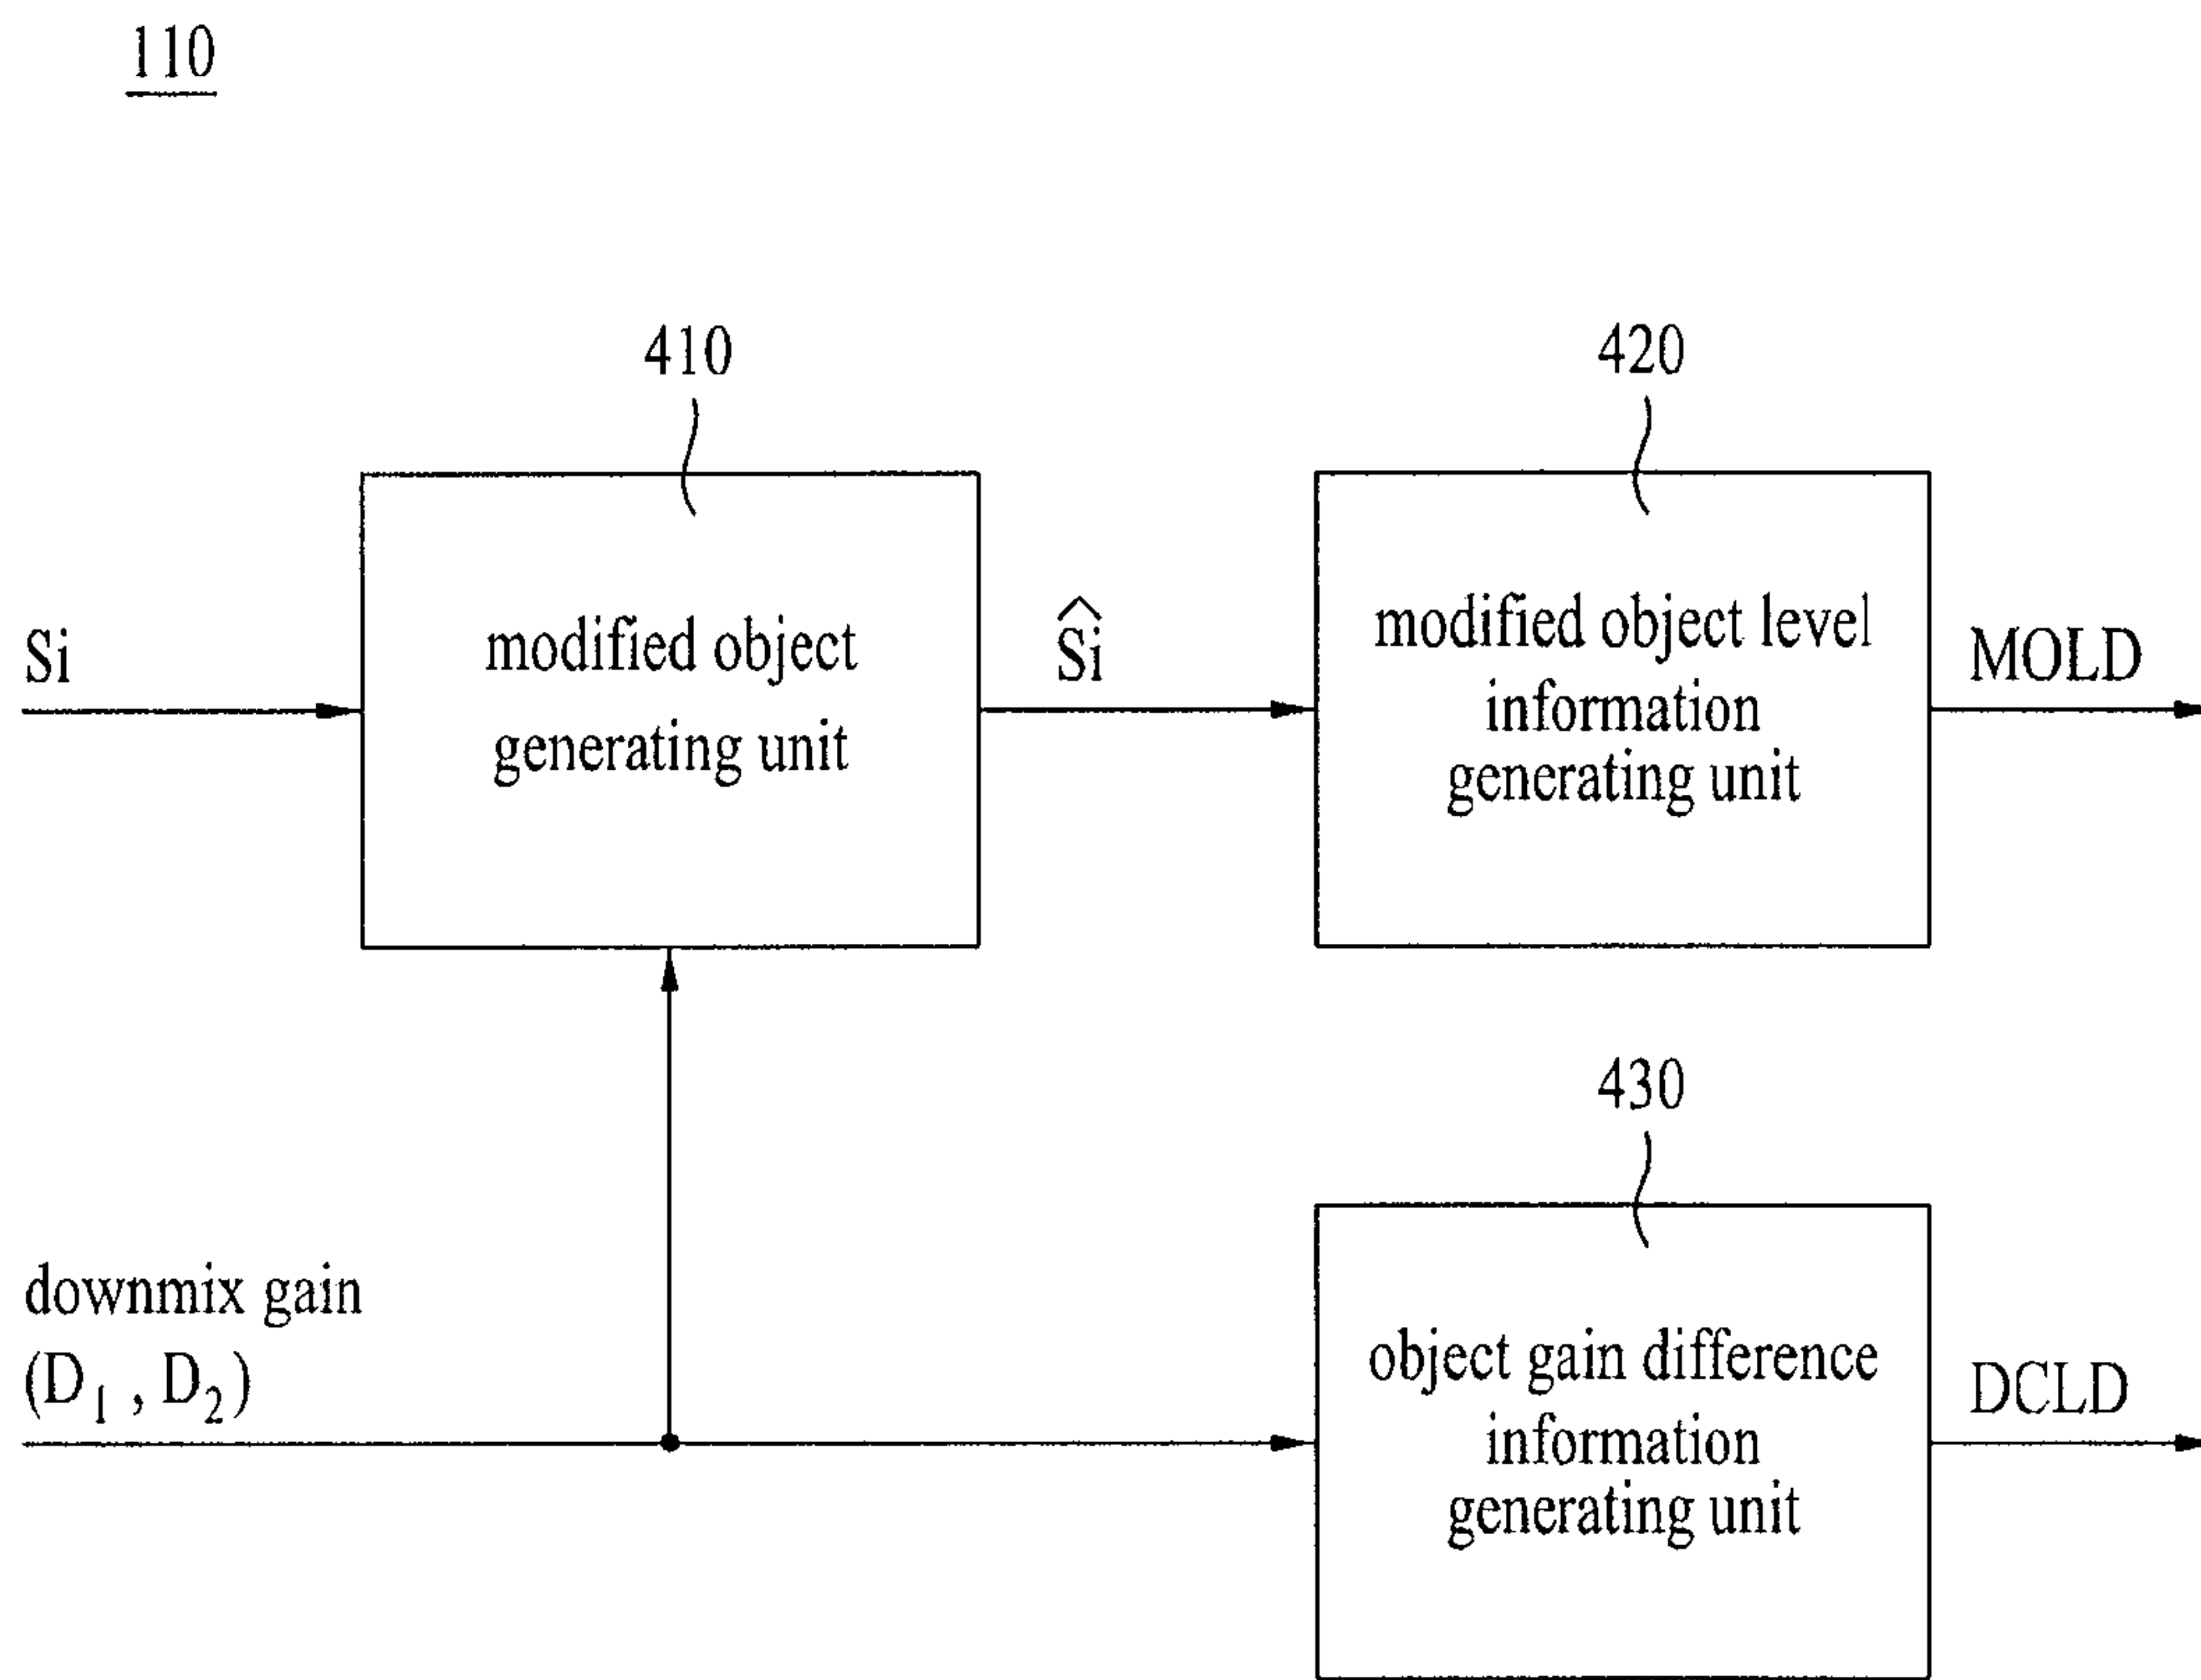 110
410
420
Si
modified object
generating unit
Ŝi
modified object level
information
generating unit
MOLD
430
downmix gain
(D₁ , D₂)
object gain difference
information
generating unit
DCLD